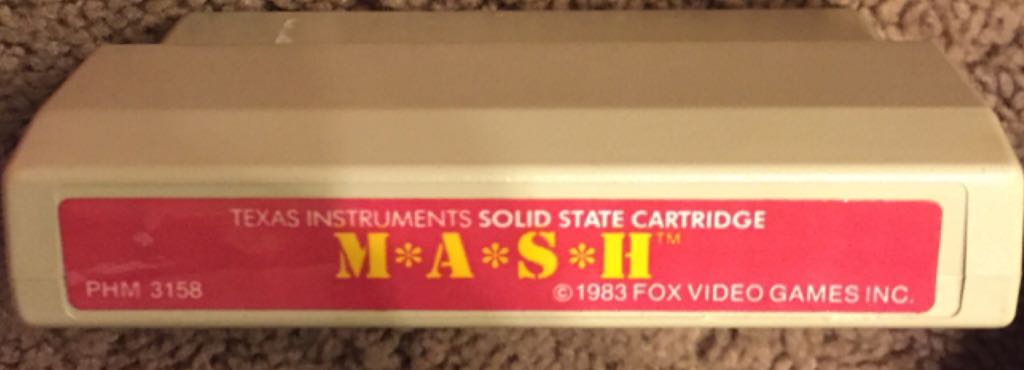 TEXAS INSTRUMENTS SOLID STATE CARTRIDGE
M*A*S*H™
PHM 3158
©1983 FOX VIDEO GAMES INC.